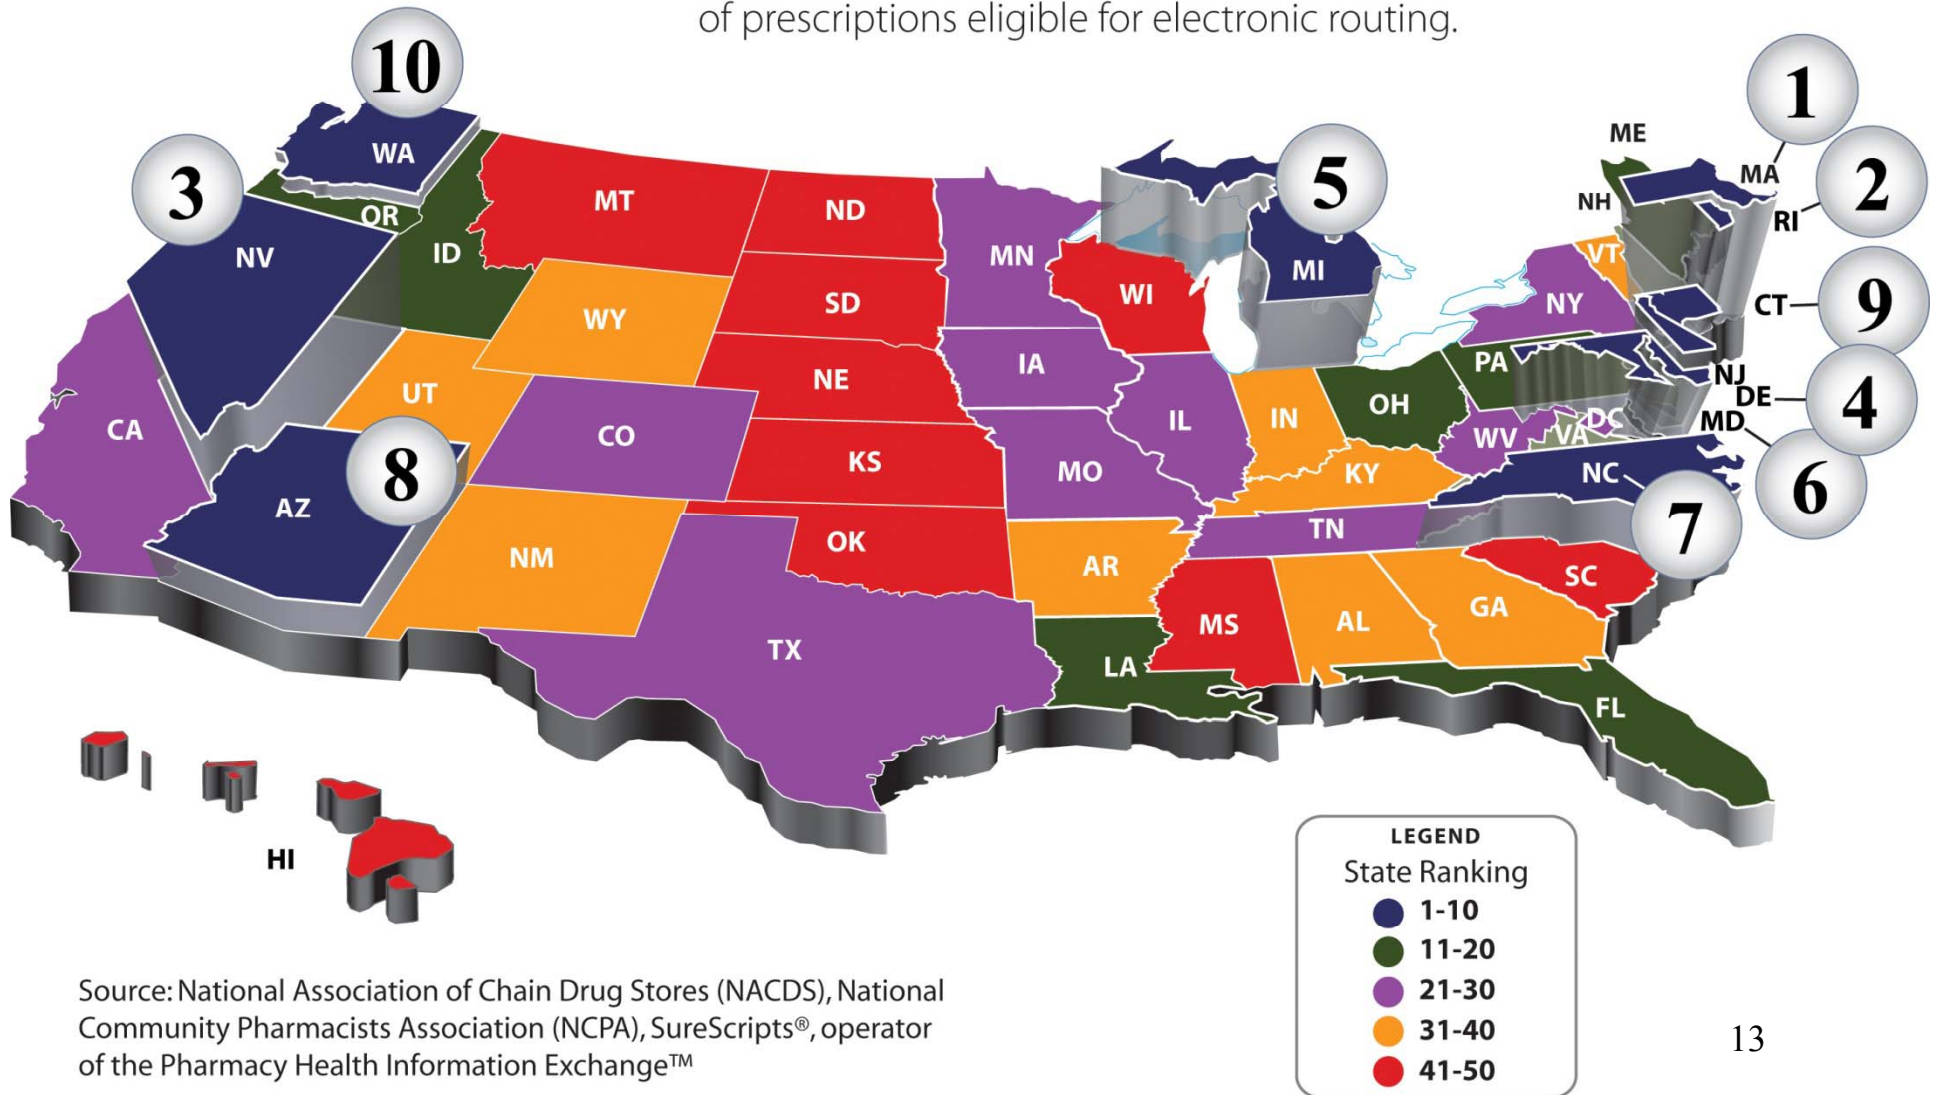 of prescriptions eligible for electronic routing.
10
1
ME
WA
5
MA
2
3
MT
NH
OR
ND
RI
NV
ID
MN
VT
MI
WI
SD
NY
CT
9
WY
PA
IA
NE
NJ
UT
DE
4
OH
IL
IN
DC
MD
CA
CO
WV
VA
KS
MO
KY
NC
8
6
AZ
TN
7
OK
NM
AR
SC
GA
MS
AL
TX
LA
FL
HI
LEGEND
State Ranking
1-10
11-20
21-30
31-40
41-50
Source: National Association of Chain Drug Stores (NACDS), National
Community Pharmacists Association (NCPA), SureScripts®, operator
of the Pharmacy Health Information Exchange™
13